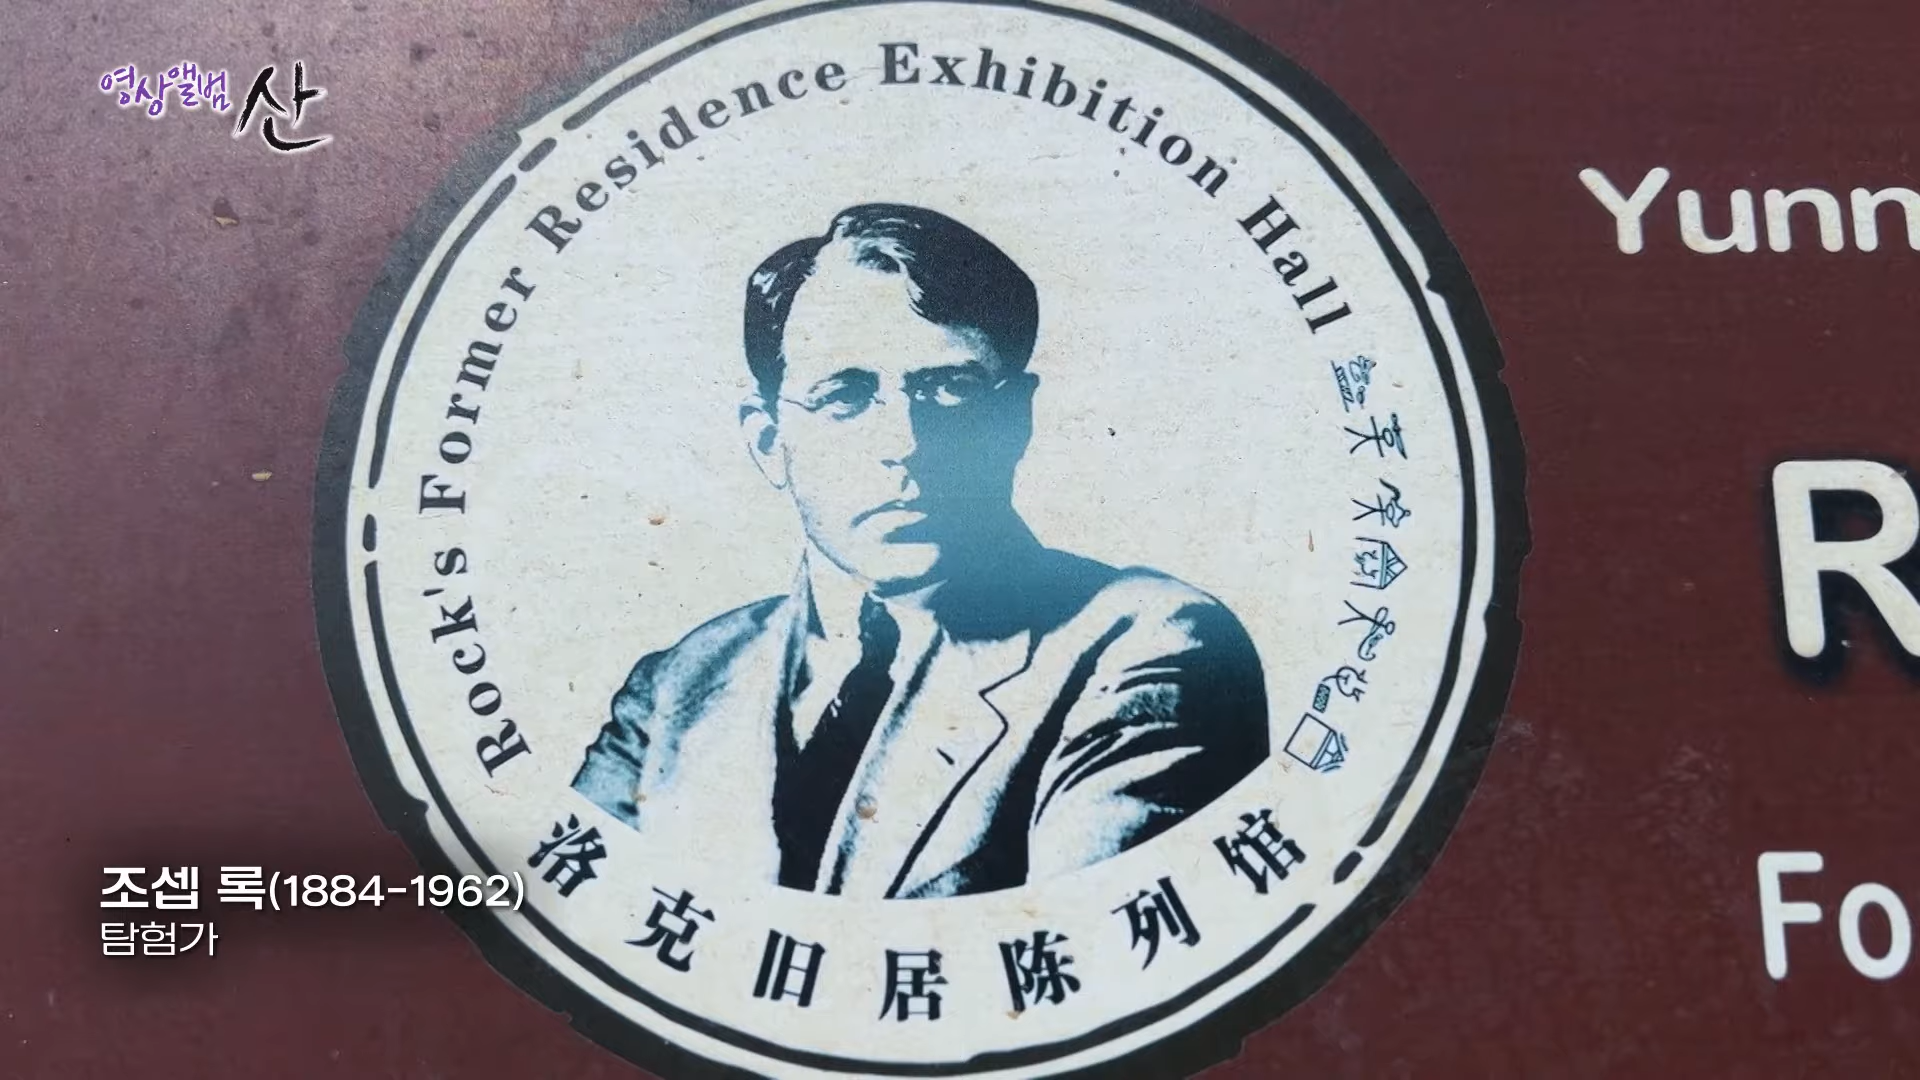 영상앨범 산
Rock's Former Residence Exhibition Hall
洛克旧居陈列馆
Yunn
R
Fo
조셉 록(1884-1962)
탐험가